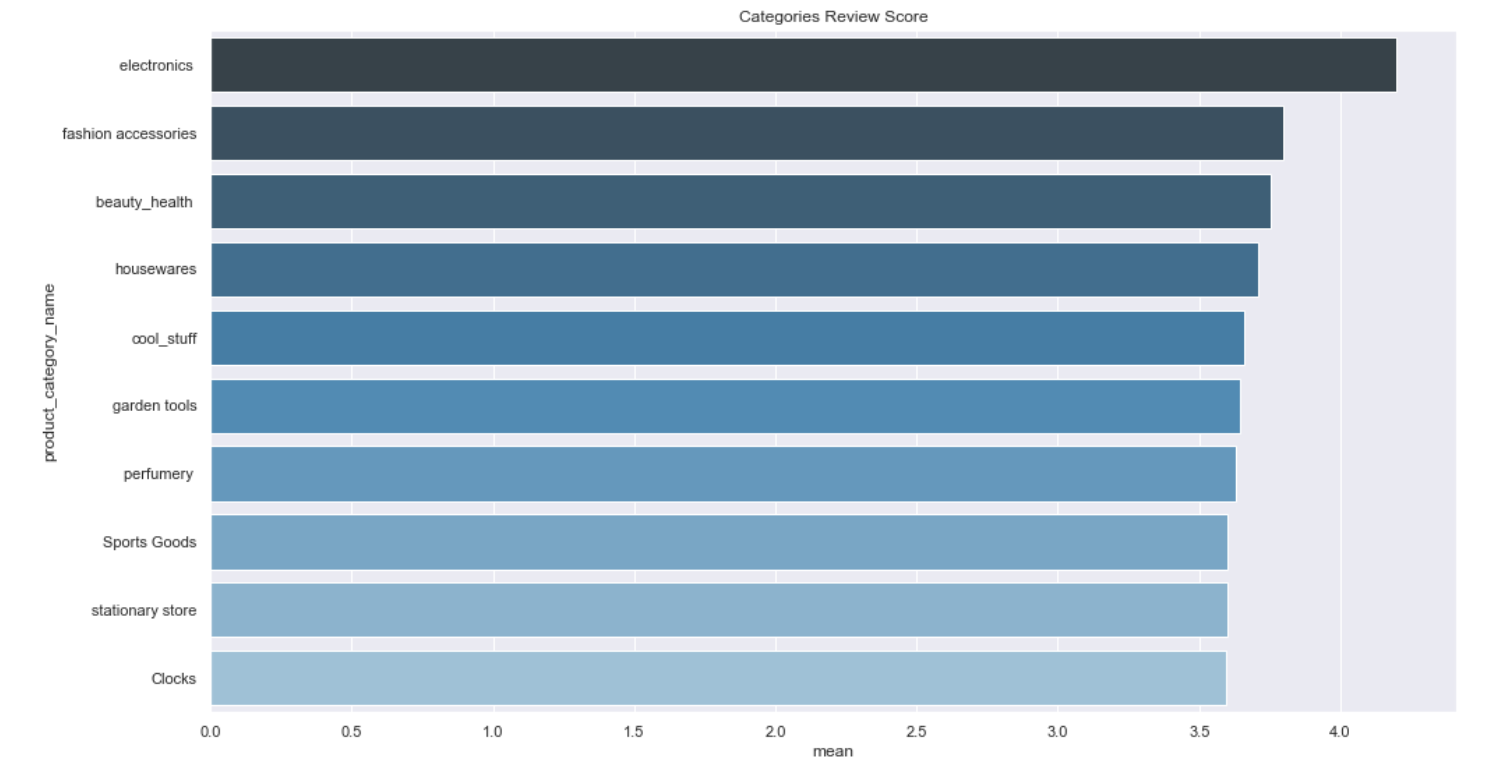 Categories Review Score
electronics
fashion accessories
beauty_health
housewares
cool_stuff
garden tools
perfumery
Sports Goods
stationary store
Clocks
product_category_name
0.0 0.5 1.0 1.5 2.0 2.5 3.0 3.5 4.0
mean